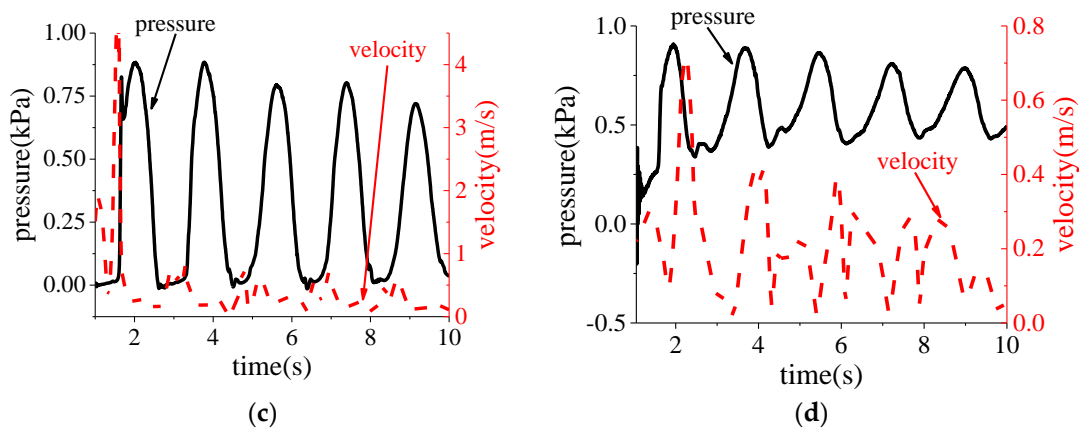 pressure
velocity
pressure(kPa)
1.00
0.75
0.50
0.25
0.00
4
3
2
1
0
velocity(m/s)
2 4 6 8 10
time(s)
(c)
pressure
velocity
pressure(kPa)
1.0
0.5
0.0
-0.5
0.8
0.6
0.4
0.2
0.0
velocity(m/s)
2 4 6 8 10
time(s)
(d)